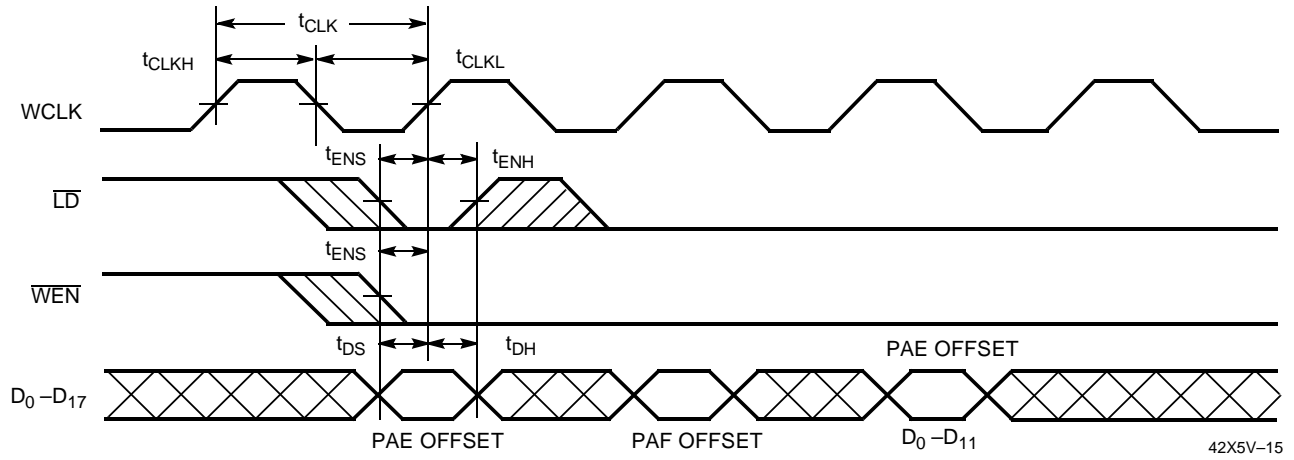 tCLK
tCLKH
tCLKL
WCLK
tENS
tENH
LD
tENS
WEN
tDS
tDH
PAE OFFSET
D0 –D17
PAE OFFSET
PAF OFFSET
D0 –D11
42X5V–15